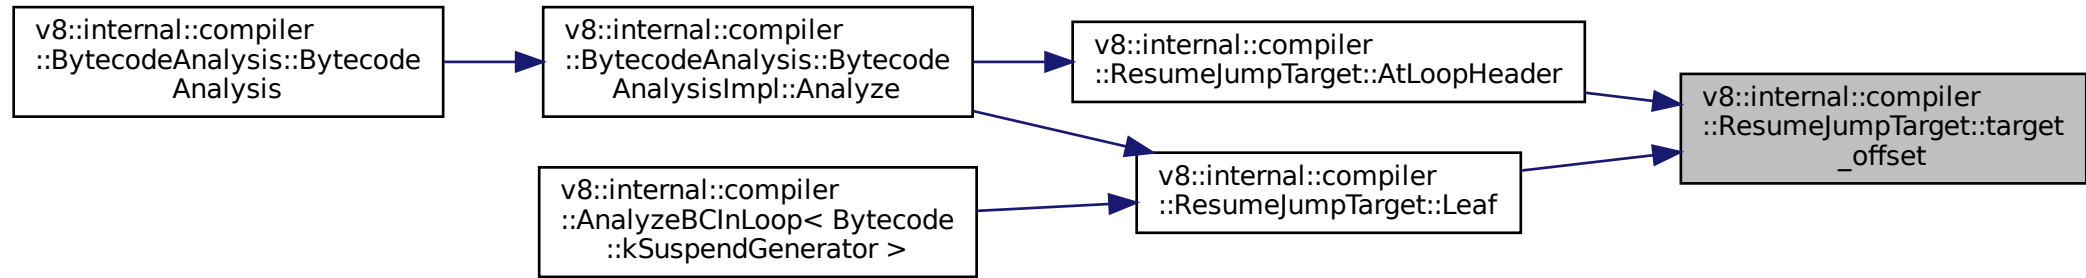 v8::internal::compiler
::BytecodeAnalysis::Bytecode
Analysis
v8::internal::compiler
::BytecodeAnalysis::Bytecode
AnalysisImpl::Analyze
v8::internal::compiler
::ResumeJumpTarget::AtLoopHeader
v8::internal::compiler
::ResumeJumpTarget::target
_offset
v8::internal::compiler
::AnalyzeBCInLoop< Bytecode
::kSuspendGenerator >
v8::internal::compiler
::ResumeJumpTarget::Leaf